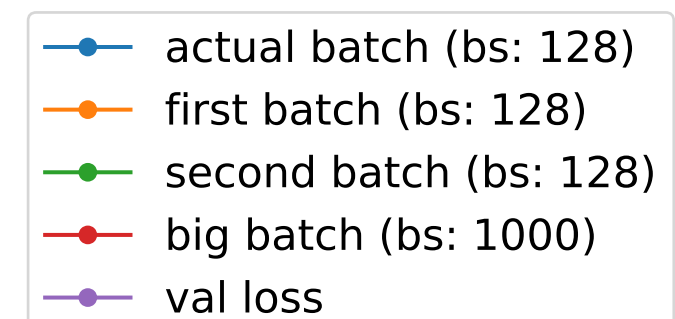 actual batch (bs: 128)
first batch (bs: 128)
second batch (bs: 128)
big batch (bs: 1000)
val loss